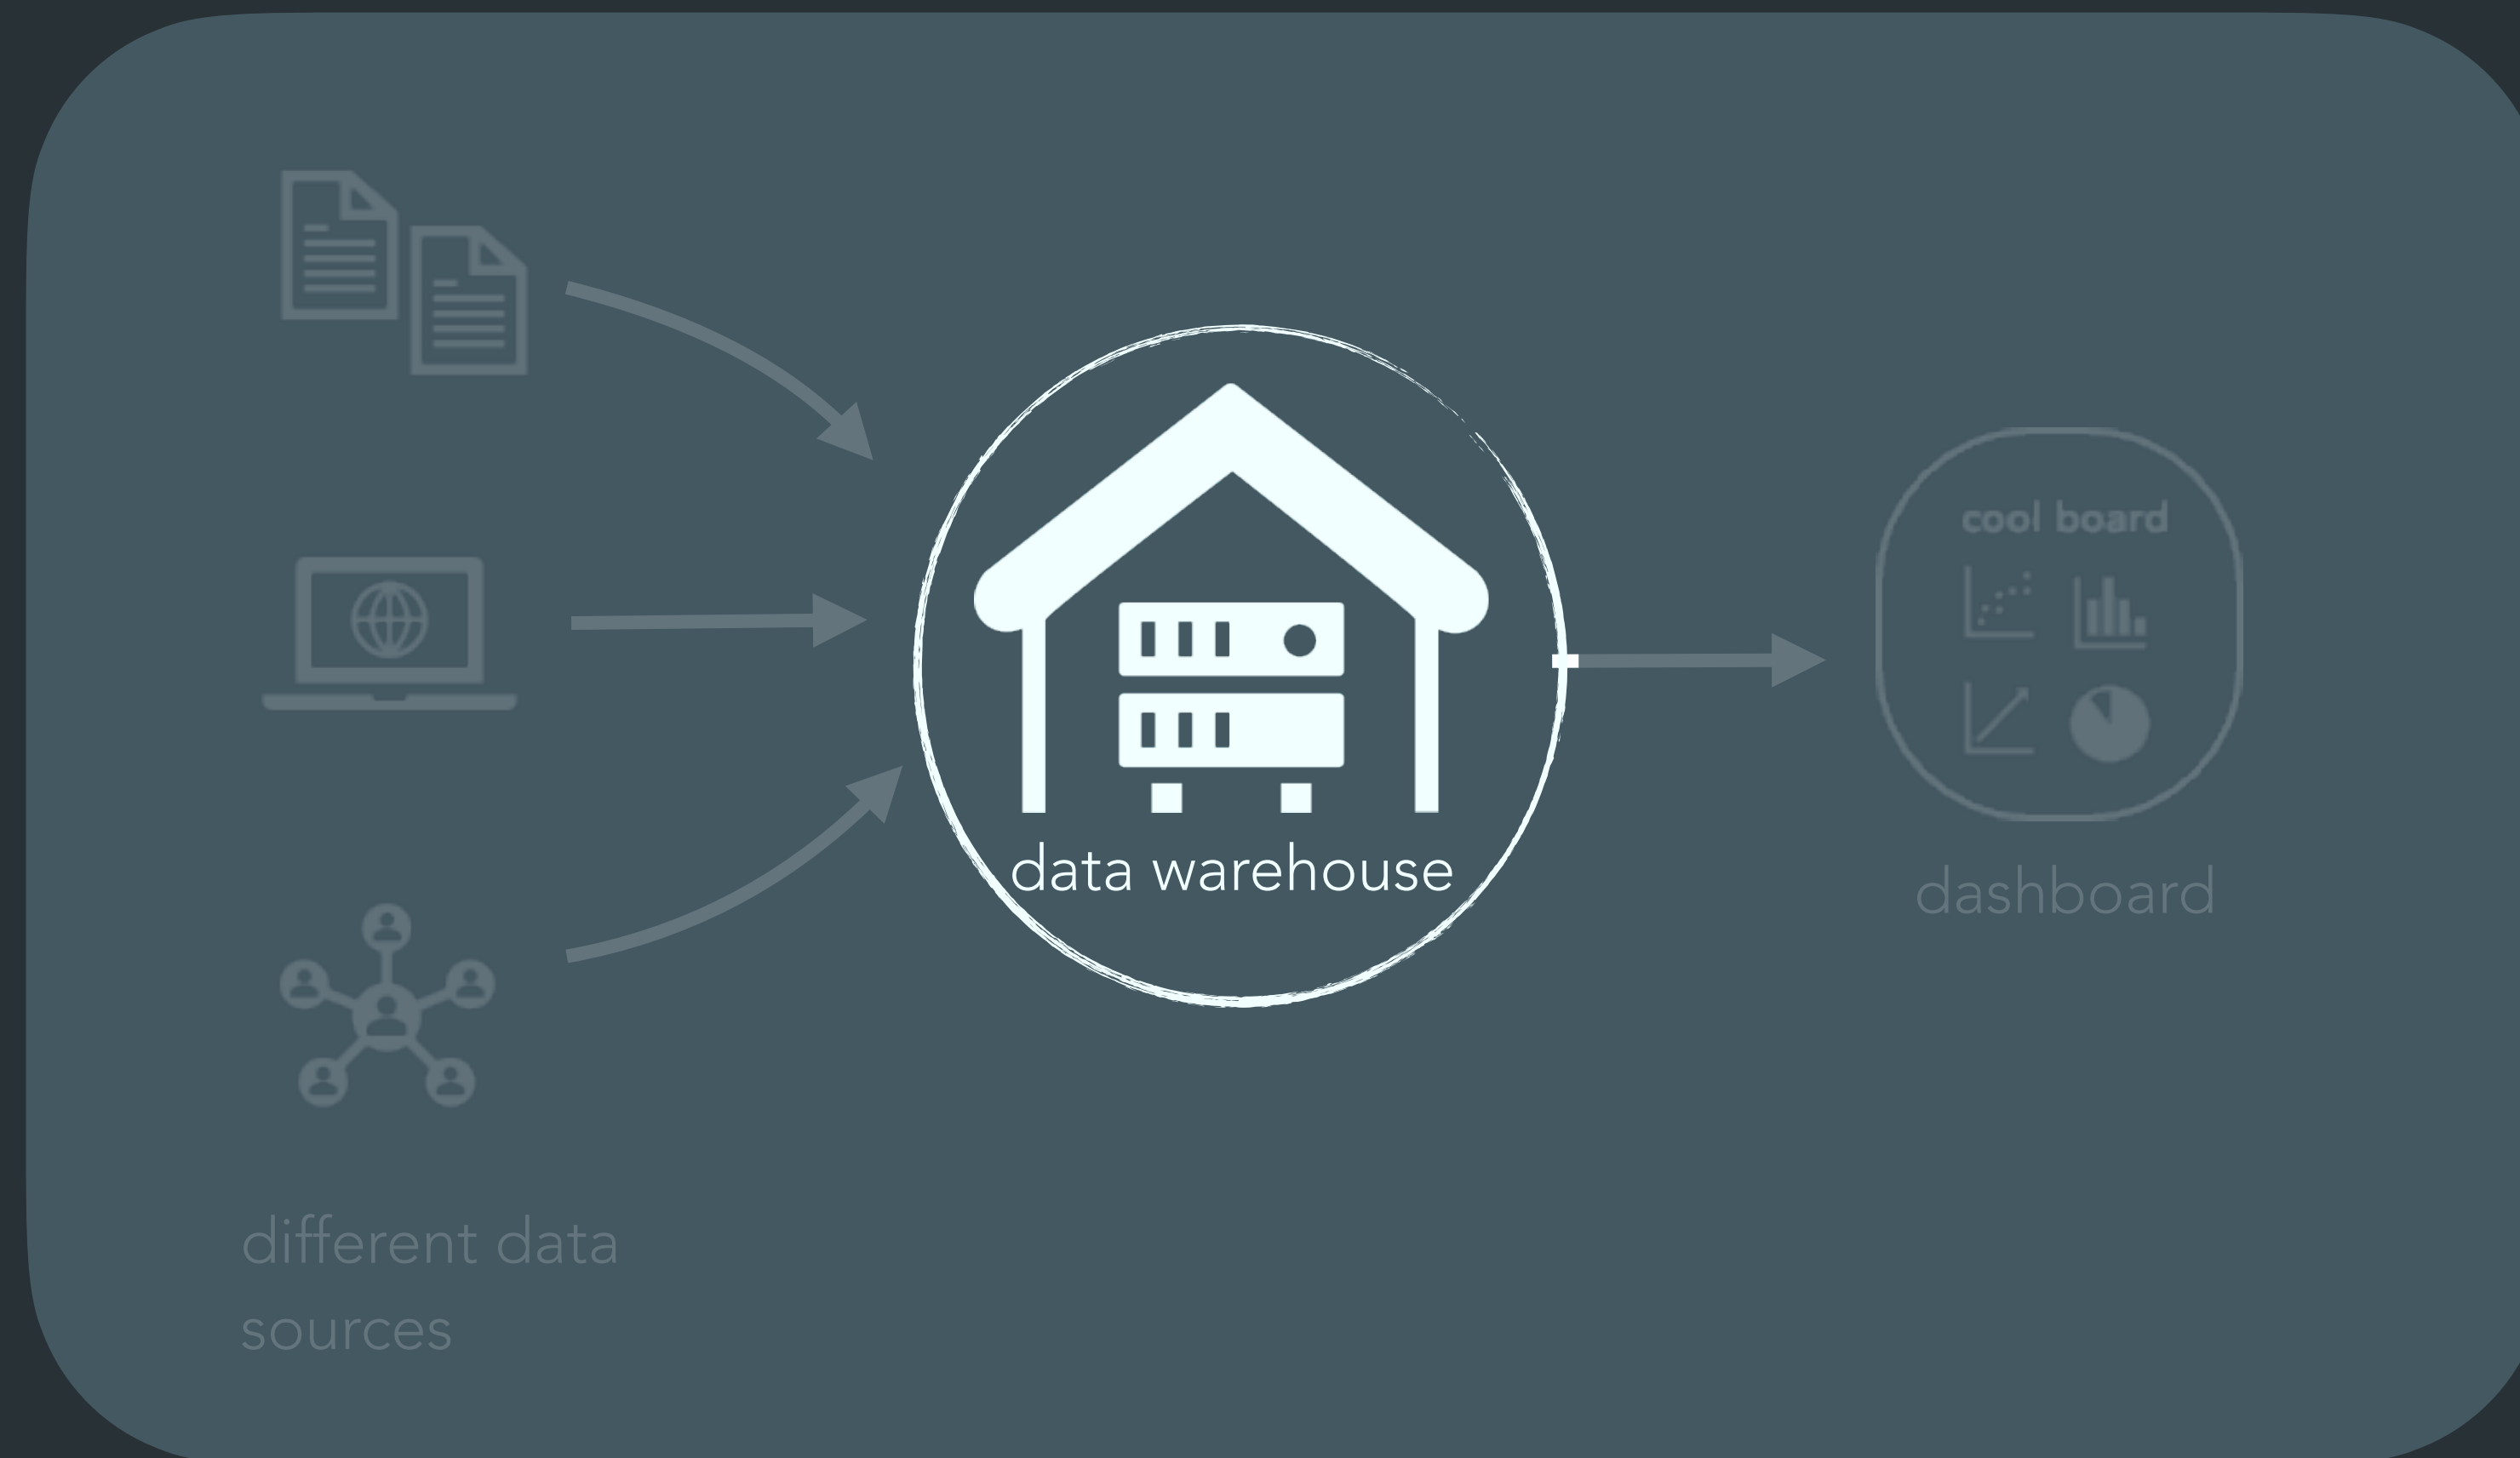 cool board
data warehouse
dashboard
different data
sources